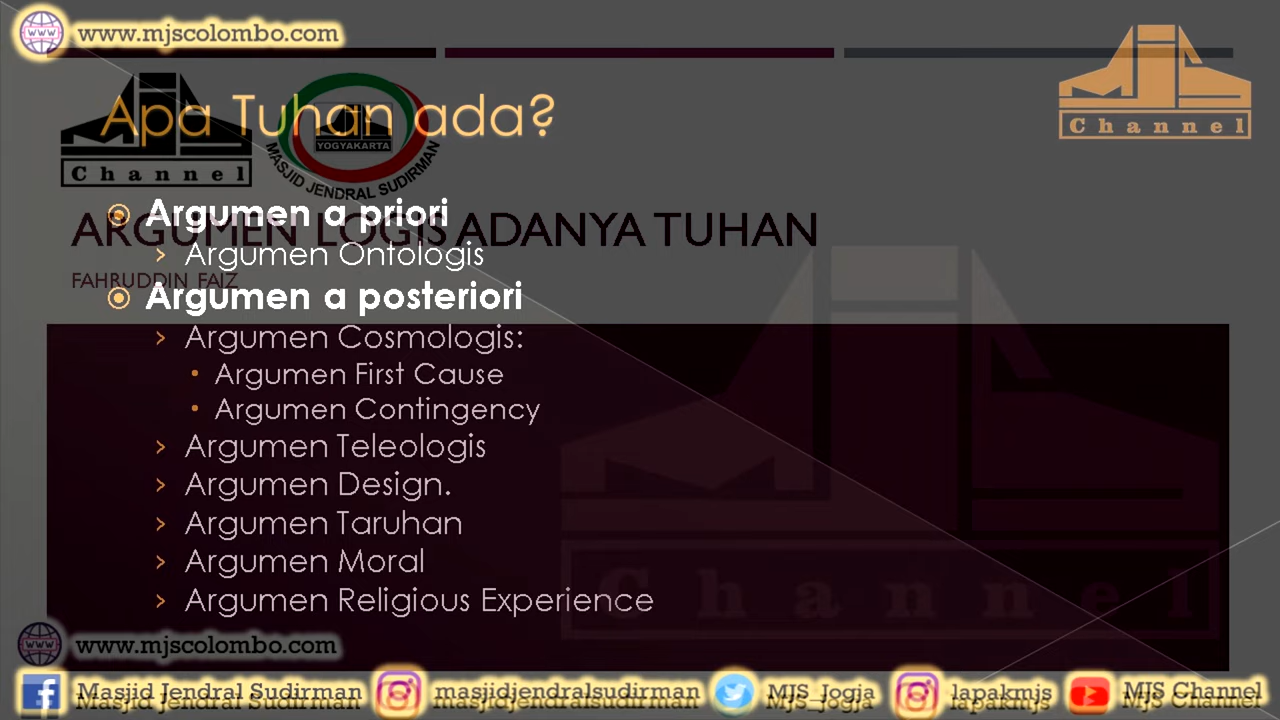 www.mjscolombo.com
Channel
Apa Tuhan ada?
MJS
YOGYAKARTA
MASJID JENDRAL SUDIRMAN
Channel
ARGUMEN LOGIS ADANYA TUHAN
FAHRUDDIN FAIZ
Argumen a priori
Argumen Ontologis
Argumen a posteriori
Argumen Cosmologis:
Argumen First Cause
Argumen Contingency
Argumen Teleologis
Argumen Design.
Argumen Taruhan
Argumen Moral
Argumen Religious Experience
Channel
www.mjscolombo.com
Masjid Jendral Sudirman masjidjendralsudirman MJS_Jogja lapakmjs MJS Channel